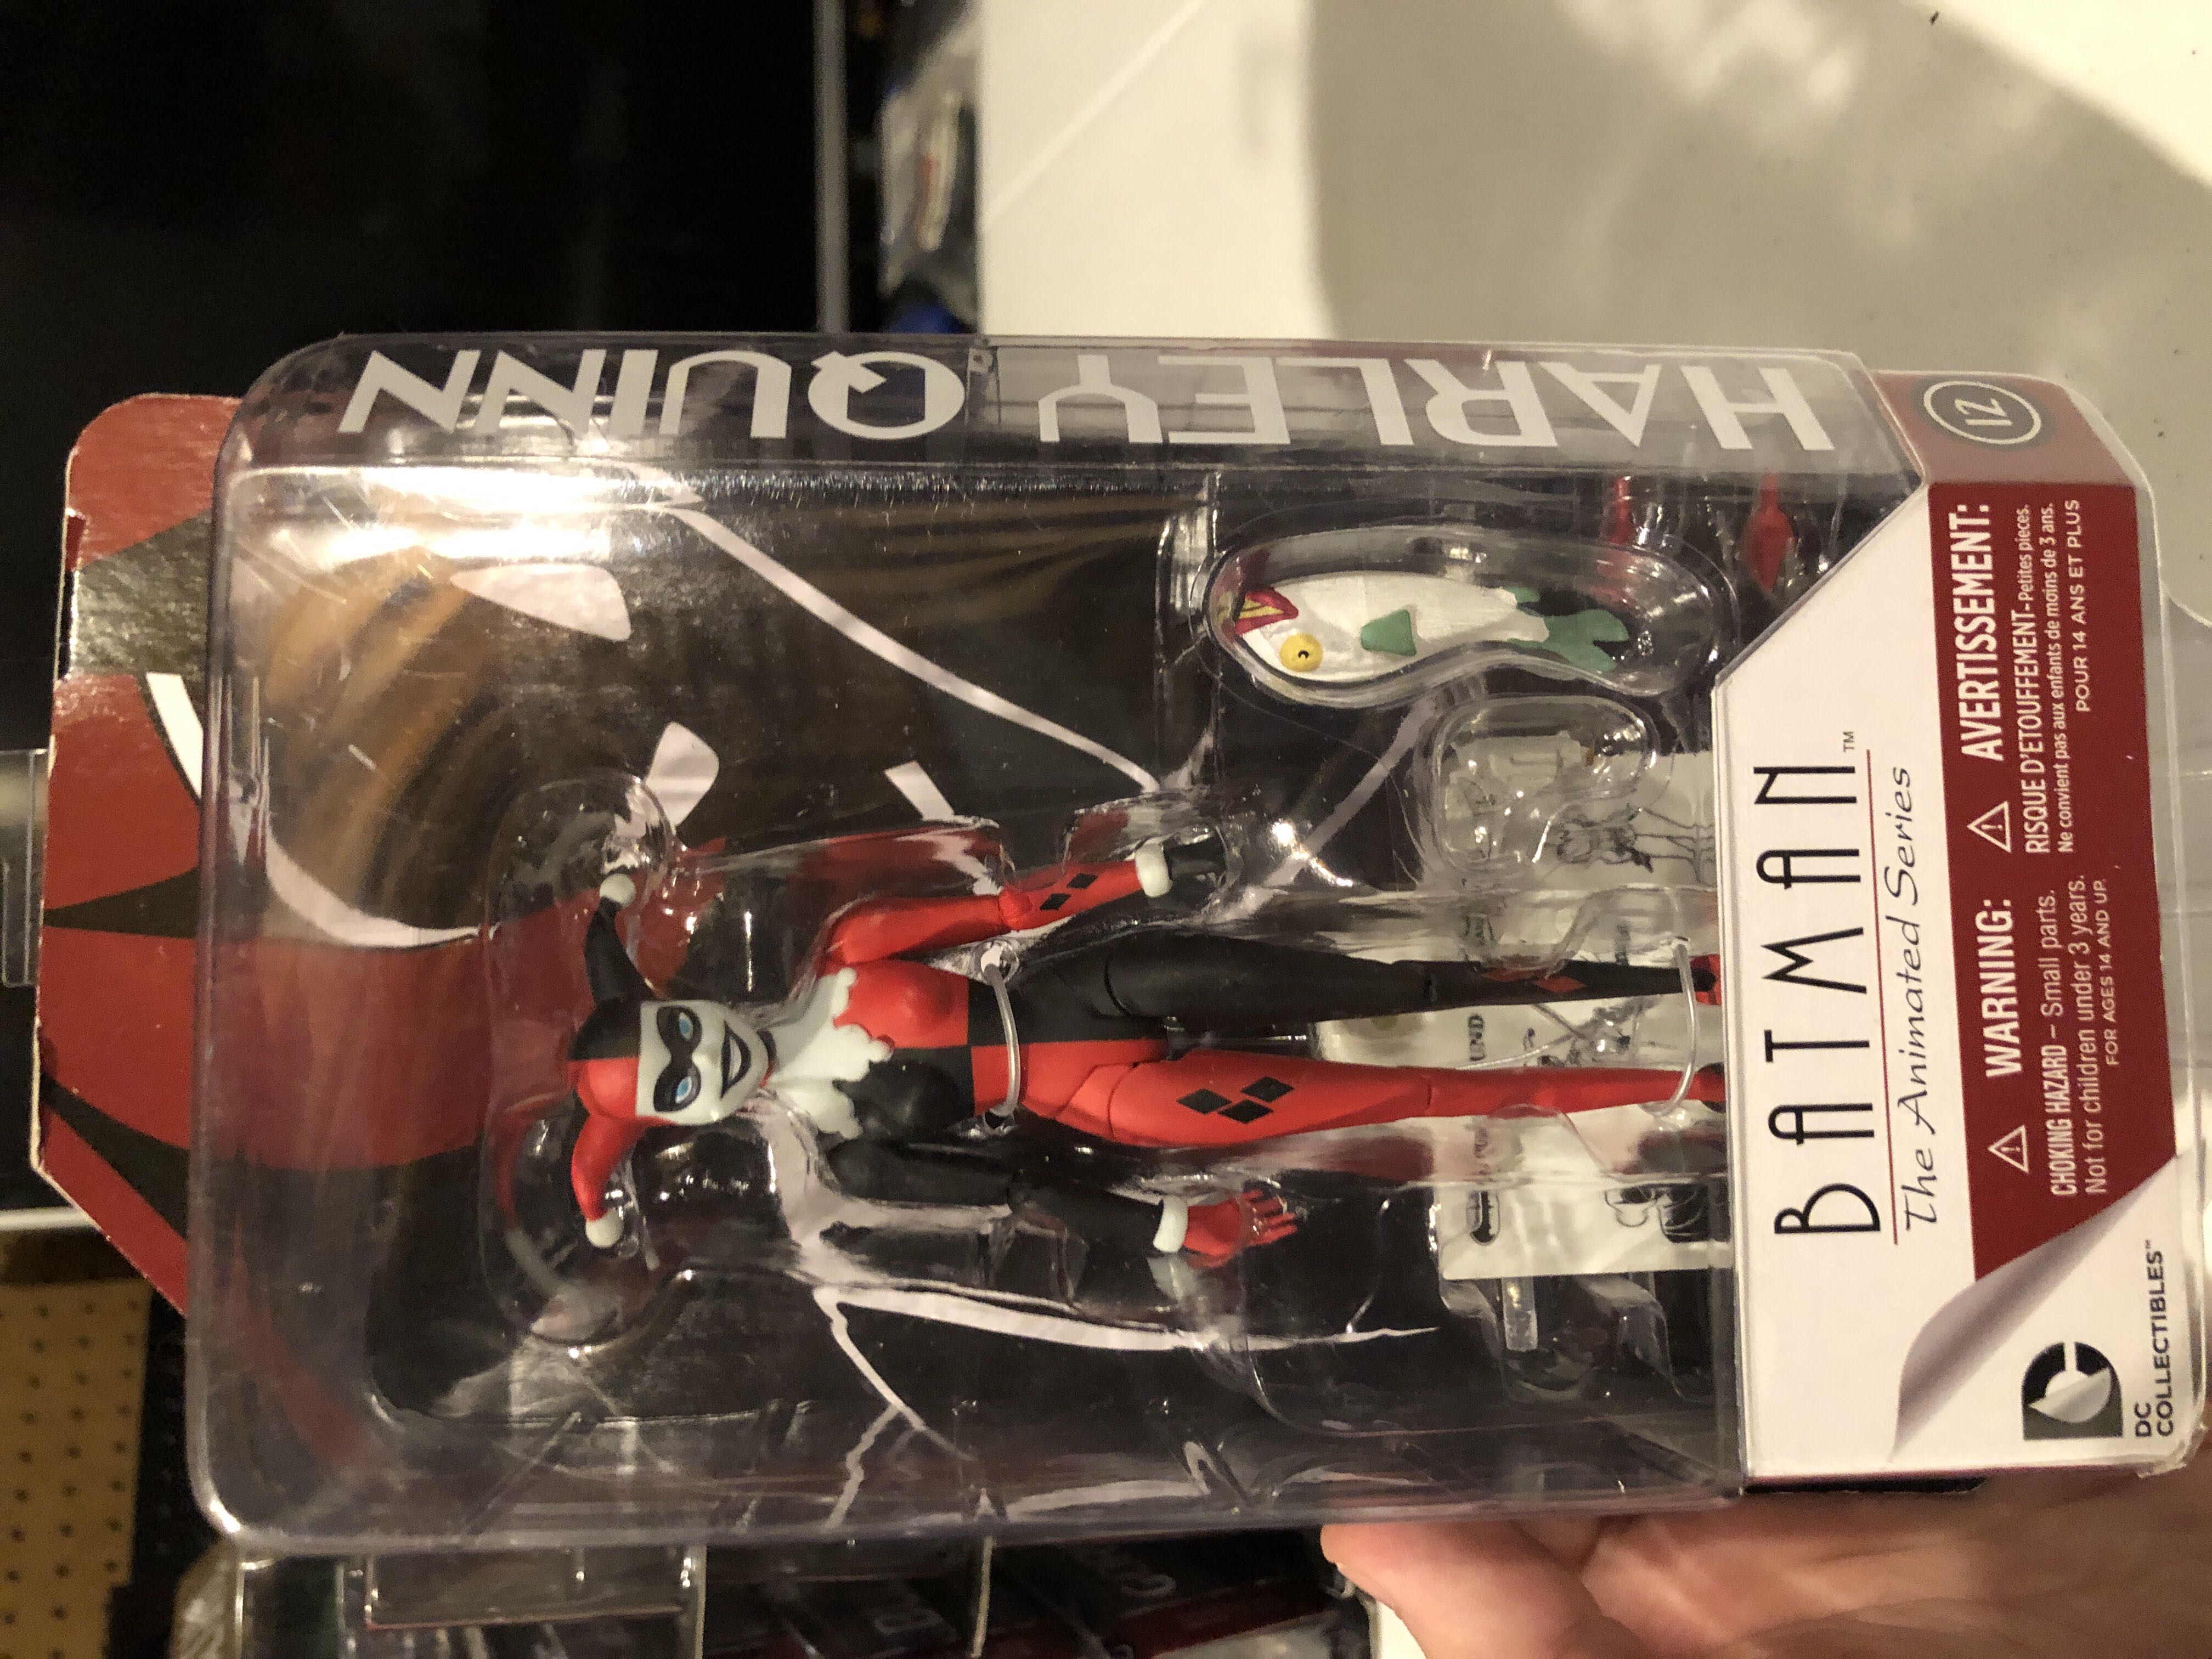 HARLEY QUINN
12
BATMAN™
The Animated Series
⚠ WARNING:
CHOKING HAZARD – Small parts.
Not for children under 3 years.
FOR AGES 14 AND UP
⚠ AVERTISSEMENT:
RISQUE D'ETOUFFEMENT-Petites pieces.
Ne convient pas aux enfants de moins de 3 ans.
POUR 14 ANS ET PLUS
DC
COLLECTIBLES™